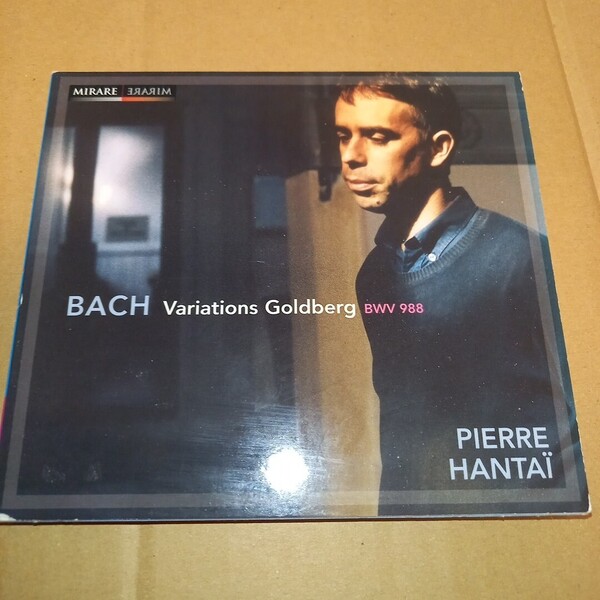 MIRARE MIRARE
BACH Variations Goldberg BWV 988
PIERRE
HANTAÏ